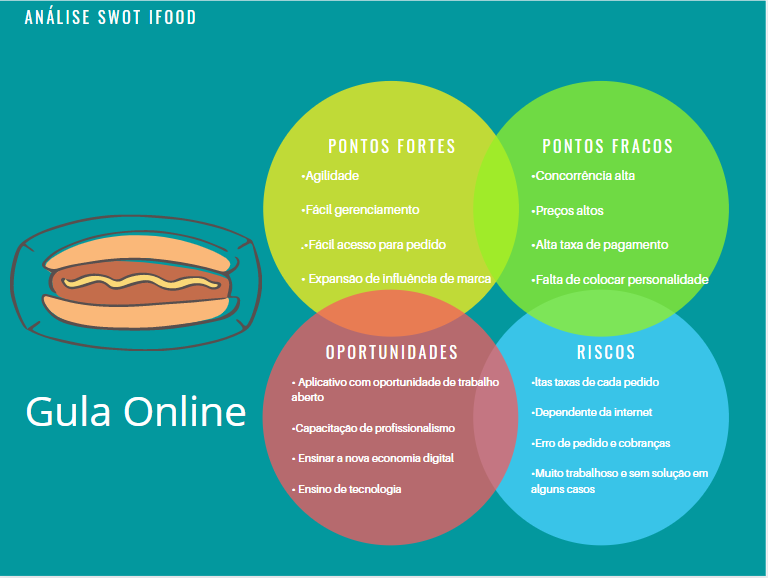 ANÁLISE SWOT IFOOD
PONTOS FORTES
•Agilidade
•Fácil gerenciamento
.•Fácil acesso para pedido
• Expansão de influência de marca
PONTOS FRACOS
•Concorrência alta
•Preços altos
•Alta taxa de pagamento
•Falta de colocar personalidade
Gula Online
OPORTUNIDADES
• Aplicativo com oportunidade de trabalho
aberto
•Capacitação de profissionalismo
• Ensinar a nova economia digital
• Ensino de tecnologia
RISCOS
•ltas taxas de cada pedido
•Dependente da internet
•Erro de pedido e cobranças
•Muito trabalhoso e sem solução em
alguns casos